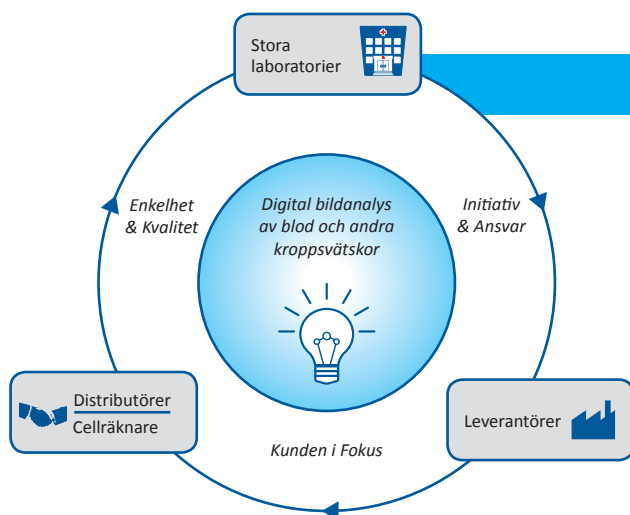 Stora
laboratorier
Enkelhet
& Kvalitet
Digital bildanalys
av blod och andra
kroppsvätskor
Initiativ
& Ansvar
Distributörer
Cellräknare
Leverantörer
Kunden i Fokus